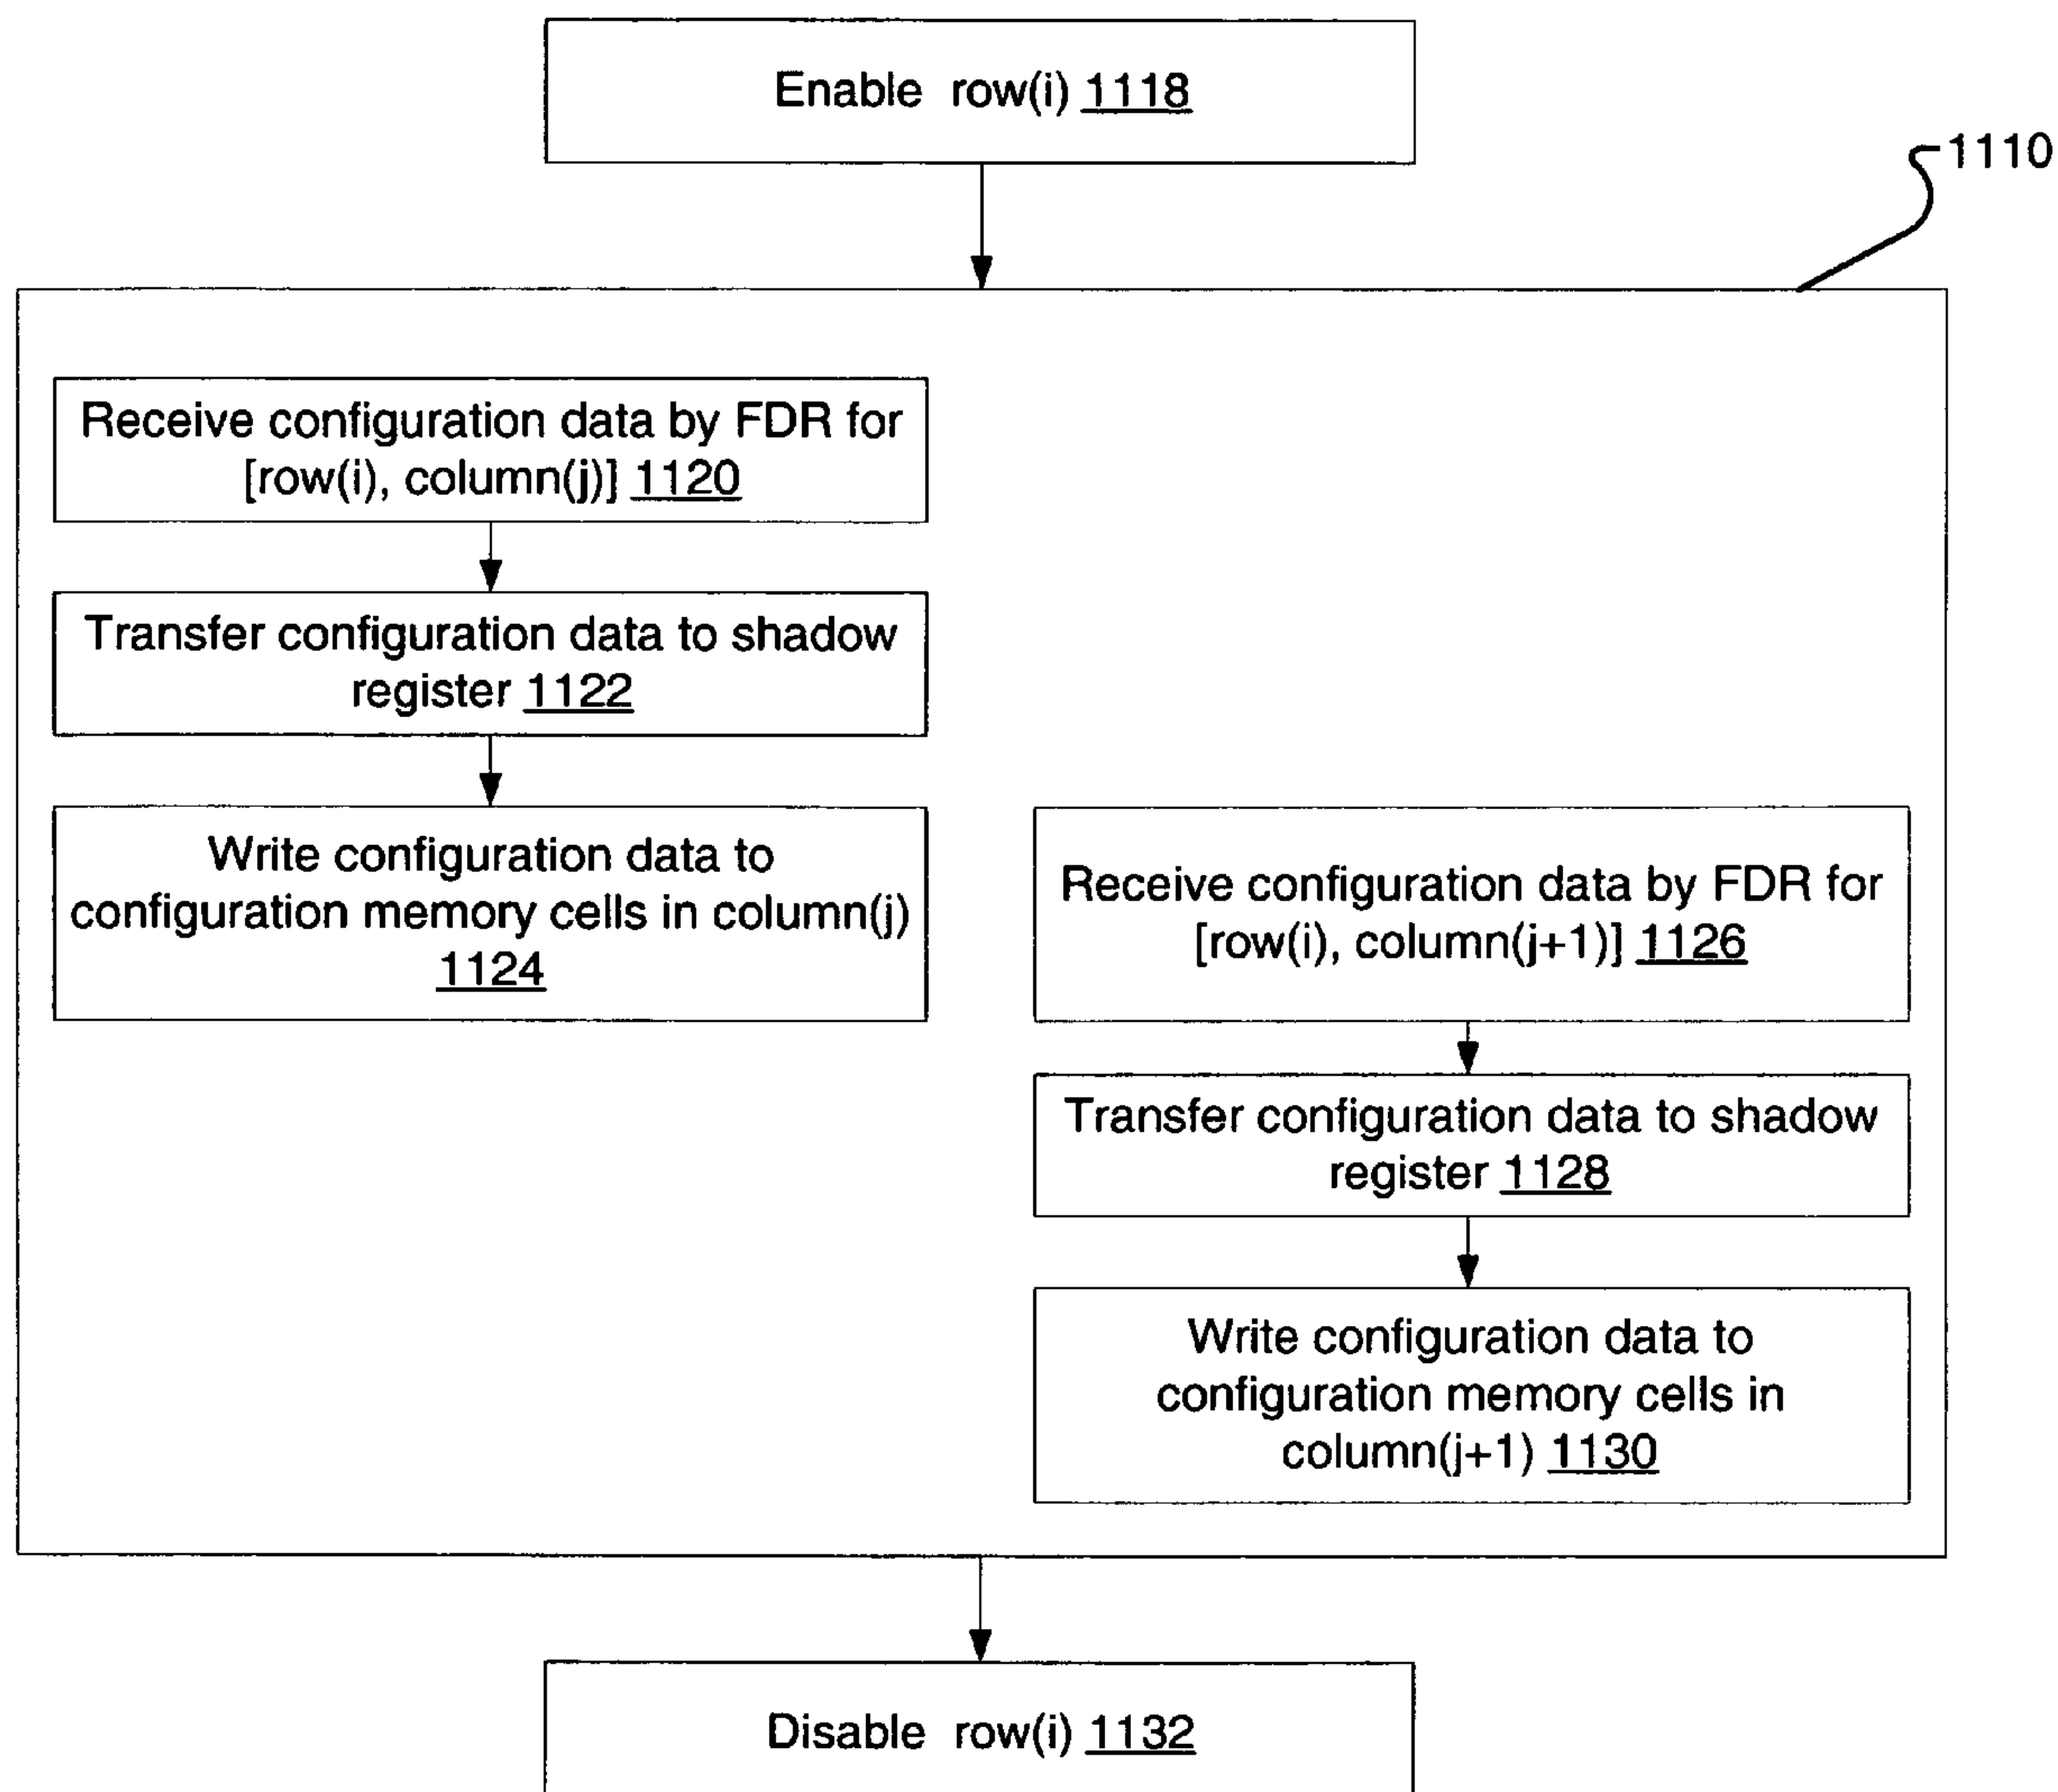 Enable row(i) 1118
1110
Receive configuration data by FDR for
[row(i), column(j)] 1120
Transfer configuration data to shadow
register 1122
Write configuration data to
configuration memory cells in column(j)
1124
Receive configuration data by FDR for
[row(i), column(j+1)] 1126
Transfer configuration data to shadow
register 1128
Write configuration data to
configuration memory cells in
column(j+1) 1130
Disable row(i) 1132